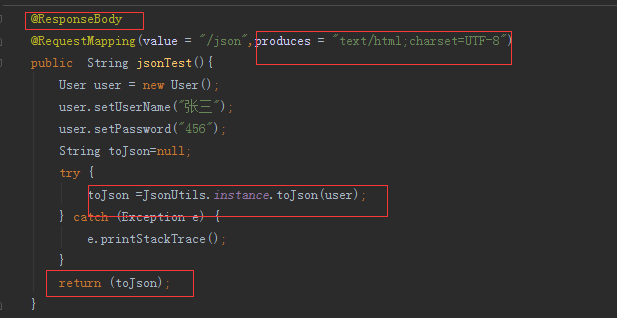 @ResponseBody
@RequestMapping(value = "/json",produces = "text/html;charset=UTF-8")
public  String jsonTest(){
    User user = new User();
    user.setUserName("张三");
    user.setPassword("456");
    String toJson=null;
    try {
        toJson =JsonUtils.instance.toJson(user);
    } catch (Exception e) {
        e.printStackTrace();
    }
    return (toJson);
}